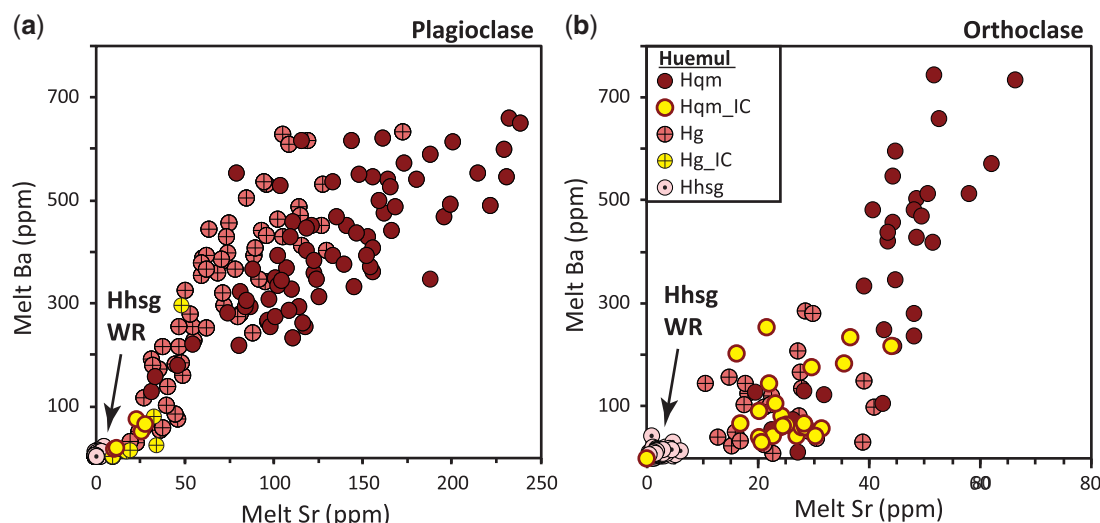 (a)
Plagioclase
700
500
300
100
0
50
100
150
200
250
Melt Ba (ppm)
Melt Sr (ppm)
Hhsg
WR
(b)
Orthoclase
Huemul
Hqm
Hqm_IC
Hg
Hg_IC
Hhsg
700
500
300
100
0
20
40
60
80
Melt Ba (ppm)
Melt Sr (ppm)
Hhsg
WR